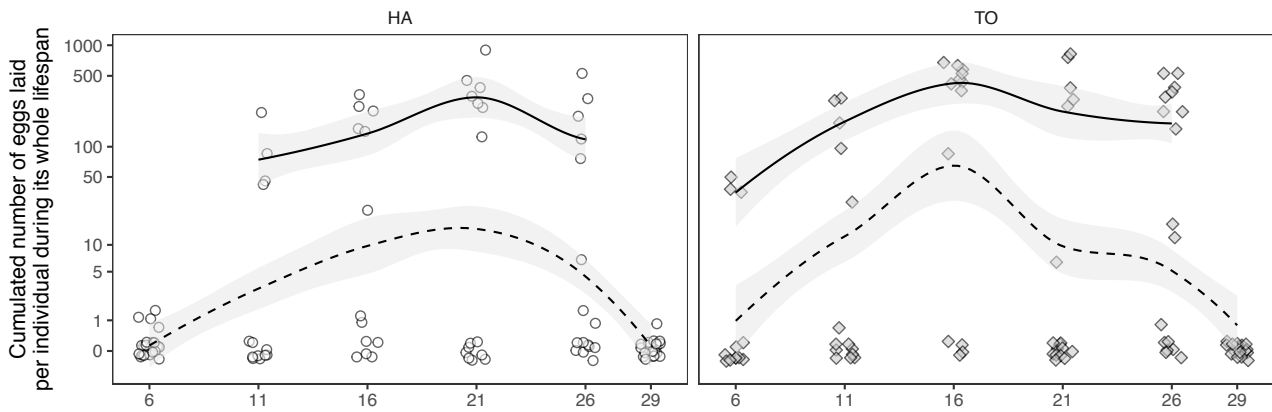 HA
TO
Cumulated number of eggs laid
per individual during its whole lifespan
1000
500
100
50
10
5
1
0
6 11 16 21 26 29
6 11 16 21 26 29